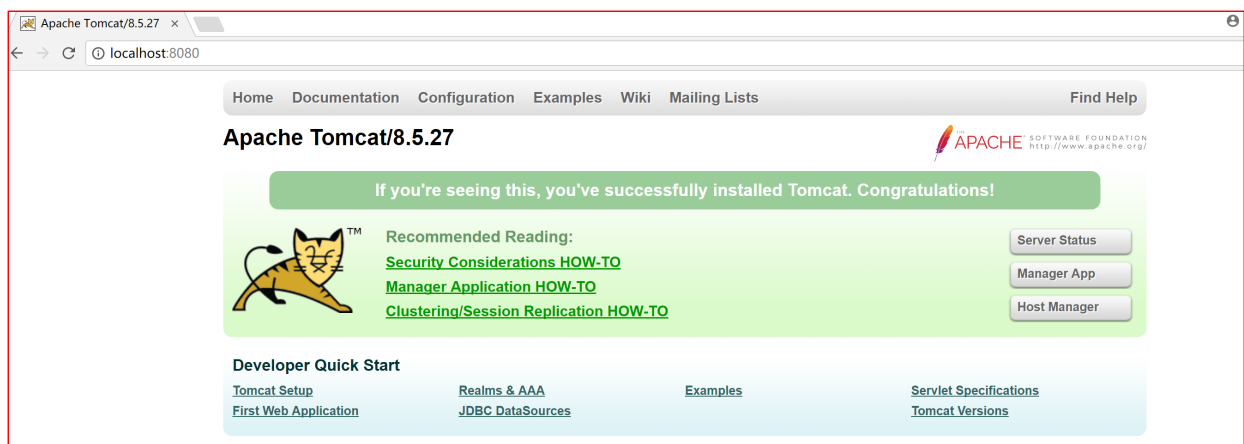 Apache Tomcat/8.5.27 ×
localhost:8080
Home Documentation Configuration Examples Wiki Mailing Lists Find Help
Apache Tomcat/8.5.27
THE
APACHE SOFTWARE FOUNDATION
http://www.apache.org/
If you're seeing this, you've successfully installed Tomcat. Congratulations!
TM
Recommended Reading:
Security Considerations HOW-TO
Manager Application HOW-TO
Clustering/Session Replication HOW-TO
Server Status
Manager App
Host Manager
Developer Quick Start
Tomcat Setup Realms & AAA Examples Servlet Specifications
First Web Application JDBC DataSources Tomcat Versions